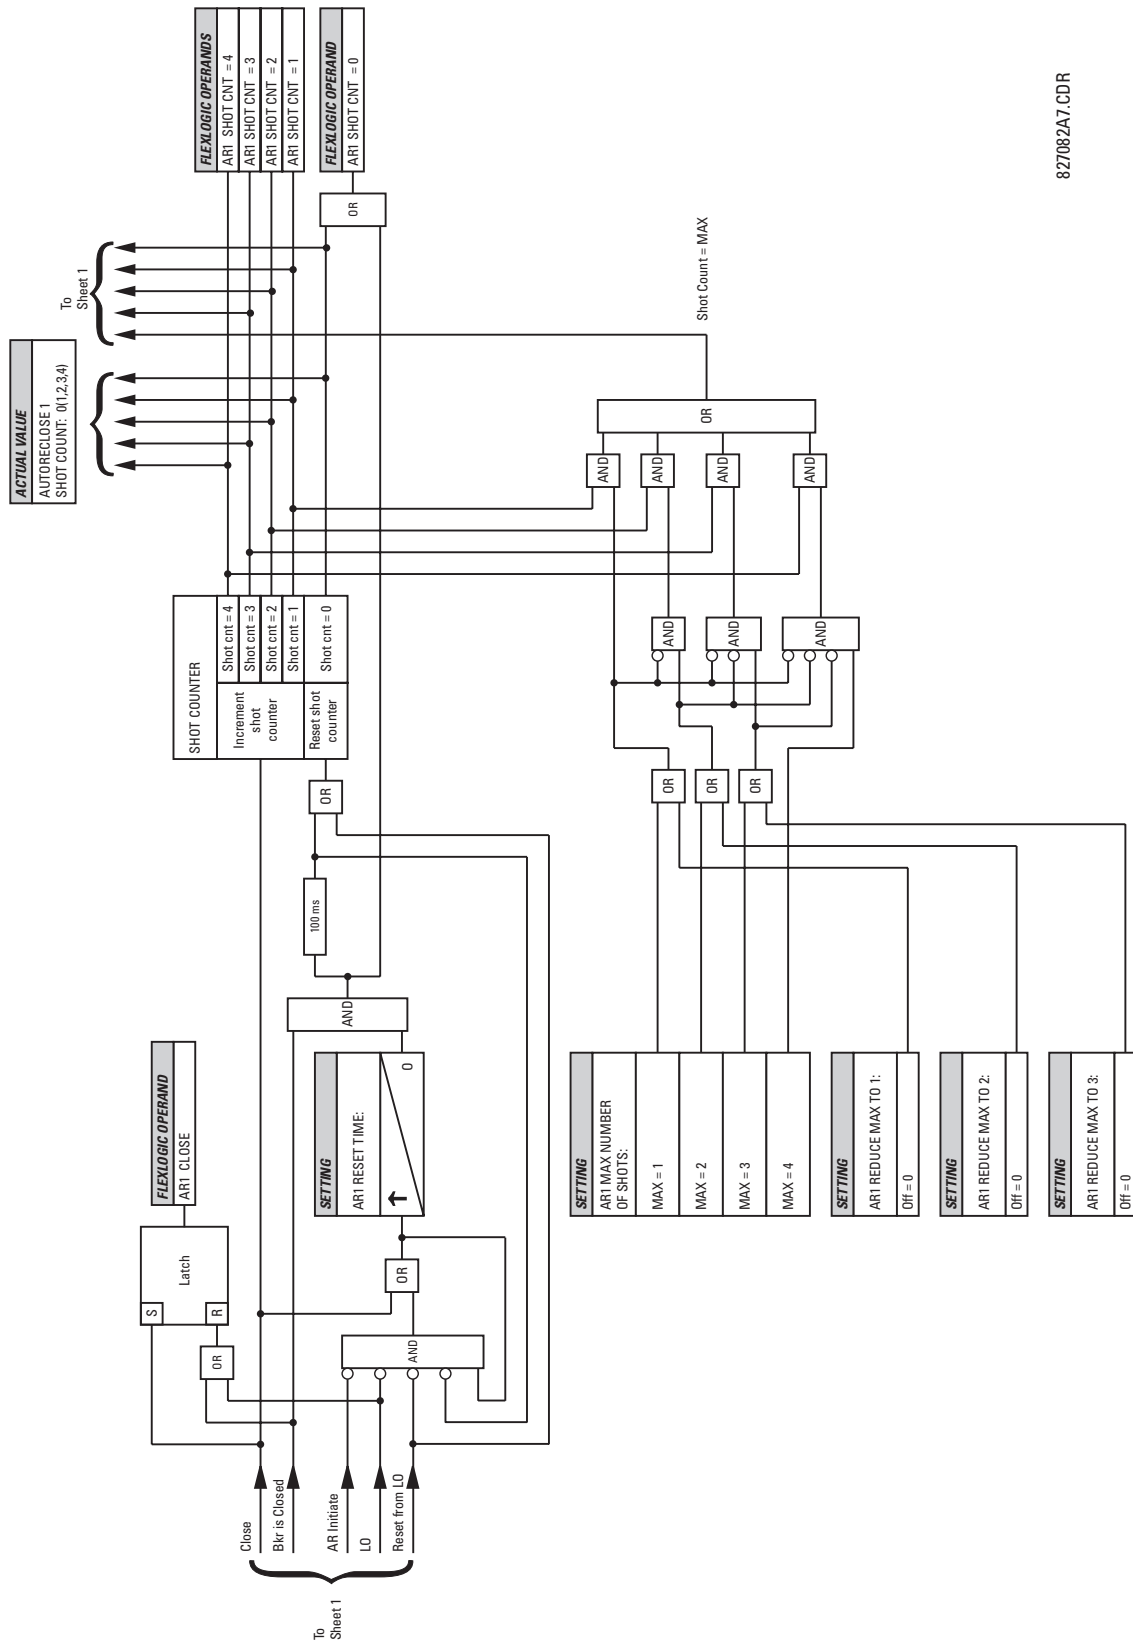 FLEXLOGIC OPERANDS
AR1 SHOT CNT = 4
AR1 SHOT CNT = 3
AR1 SHOT CNT = 2
AR1 SHOT CNT = 1
FLEXLOGIC OPERAND
AR1 SHOT CNT = 0
OR
To
Sheet 1
ACTUAL VALUE
AUTORECLOSE 1
SHOT COUNT: 0(1,2,3,4)
Shot Count = MAX
OR
AND
AND
AND
AND
SHOT COUNTER
Increment
shot
counter
Shot cnt = 4
Shot cnt = 3
Shot cnt = 2
Shot cnt = 1
Reset shot
counter
Shot cnt = 0
OR
100 ms
AND
AND
AND
AND
OR
OR
OR
FLEXLOGIC OPERAND
AR1 CLOSE
Latch
S
R
OR
SETTING
AR1 RESET TIME:
0
OR
AND
Close
Bkr is Closed
AR Initiate
LO
Reset from LO
To
Sheet 1
SETTING
AR1 MAX NUMBER
OF SHOTS:
MAX = 1
MAX = 2
MAX = 3
MAX = 4
SETTING
AR1 REDUCE MAX TO 1:
Off = 0
SETTING
AR1 REDUCE MAX TO 2:
Off = 0
SETTING
AR1 REDUCE MAX TO 3:
Off = 0
827082A7.CDR